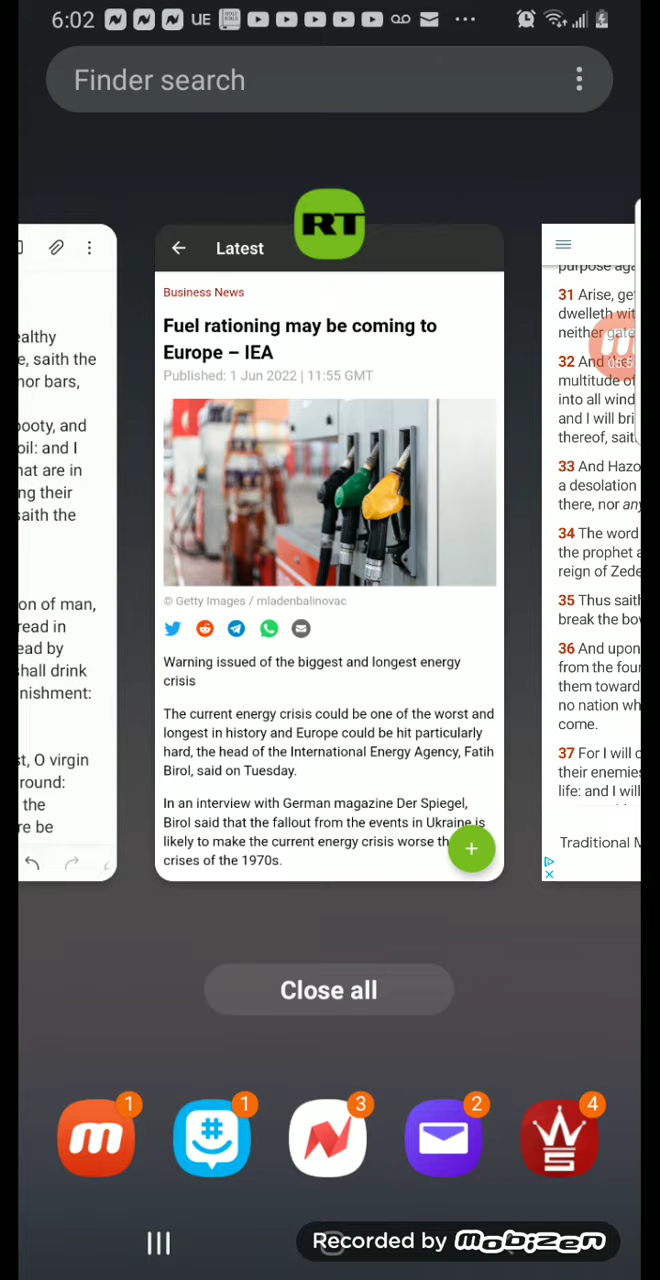 6:02 UE
Finder search
RT
Latest
Business News
Fuel rationing may be coming to
Europe – IEA
Published: 1 Jun 2022 | 11:55 GMT
© Getty Images / mladenbalinovac
Warning issued of the biggest and longest energy
crisis
The current energy crisis could be one of the worst and
longest in history and Europe could be hit particularly
hard, the head of the International Energy Agency, Fatih
Birol, said on Tuesday.
In an interview with German magazine Der Spiegel,
Birol said that the fallout from the events in Ukraine is
likely to make the current energy crisis worse th
crises of the 1970s.
+
ealthy
e, saith the
nor bars,
ooty, and
oil: and I
hat are in
ng their
saith the
on of man,
read in
ead by
hall drink
nishment:
t, O virgin
round:
the
re be
purpose aga
31 Arise, ge
dwelleth wit
neither gate
32 And
multitude of
into all wind
and I will bri
thereof, sait
33 And Hazo
a desolation
there, nor any
34 The word
the prophet a
reign of Zede
35 Thus saith
break the bo
36 And upon
from the four
them toward
no nation wh
come.
37 For I will c
their enemies
life: and I will
Traditional M
Close all
1
1
3
2
4
Recorded by mobizen